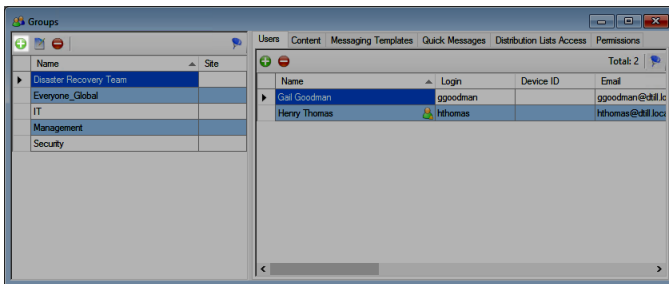 Groups
Users Content Messaging Templates Quick Messages Distribution Lists Access Permissions
Total: 2
Name Site
Disaster Recovery Team
Everyone_Global
IT
Management
Security
Name Login Device ID Email
Gail Goodman ggoodman ggoodman@dtill.lo
Henry Thomas hthomas hthomas@dtill.loca